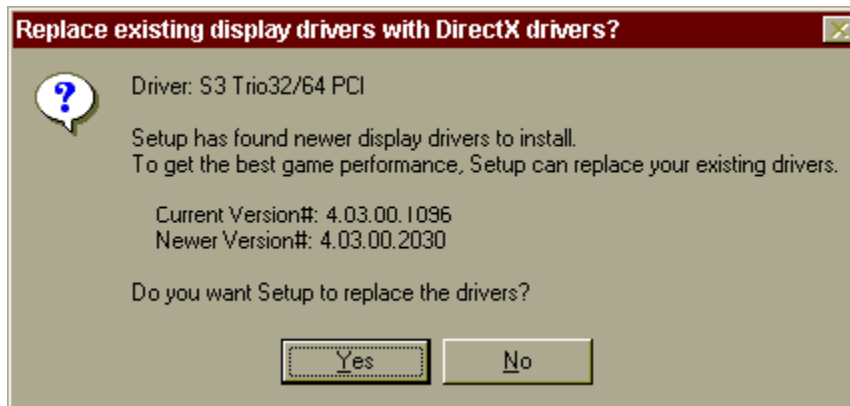 Replace existing display drivers with DirectX drivers?
Driver: S3 Trio32/64 PCI
Setup has found newer display drivers to install.
To get the best game performance, Setup can replace your existing drivers.
Current Version#: 4.03.00.1096
Newer Version#: 4.03.00.2030
Do you want Setup to replace the drivers?
Yes No